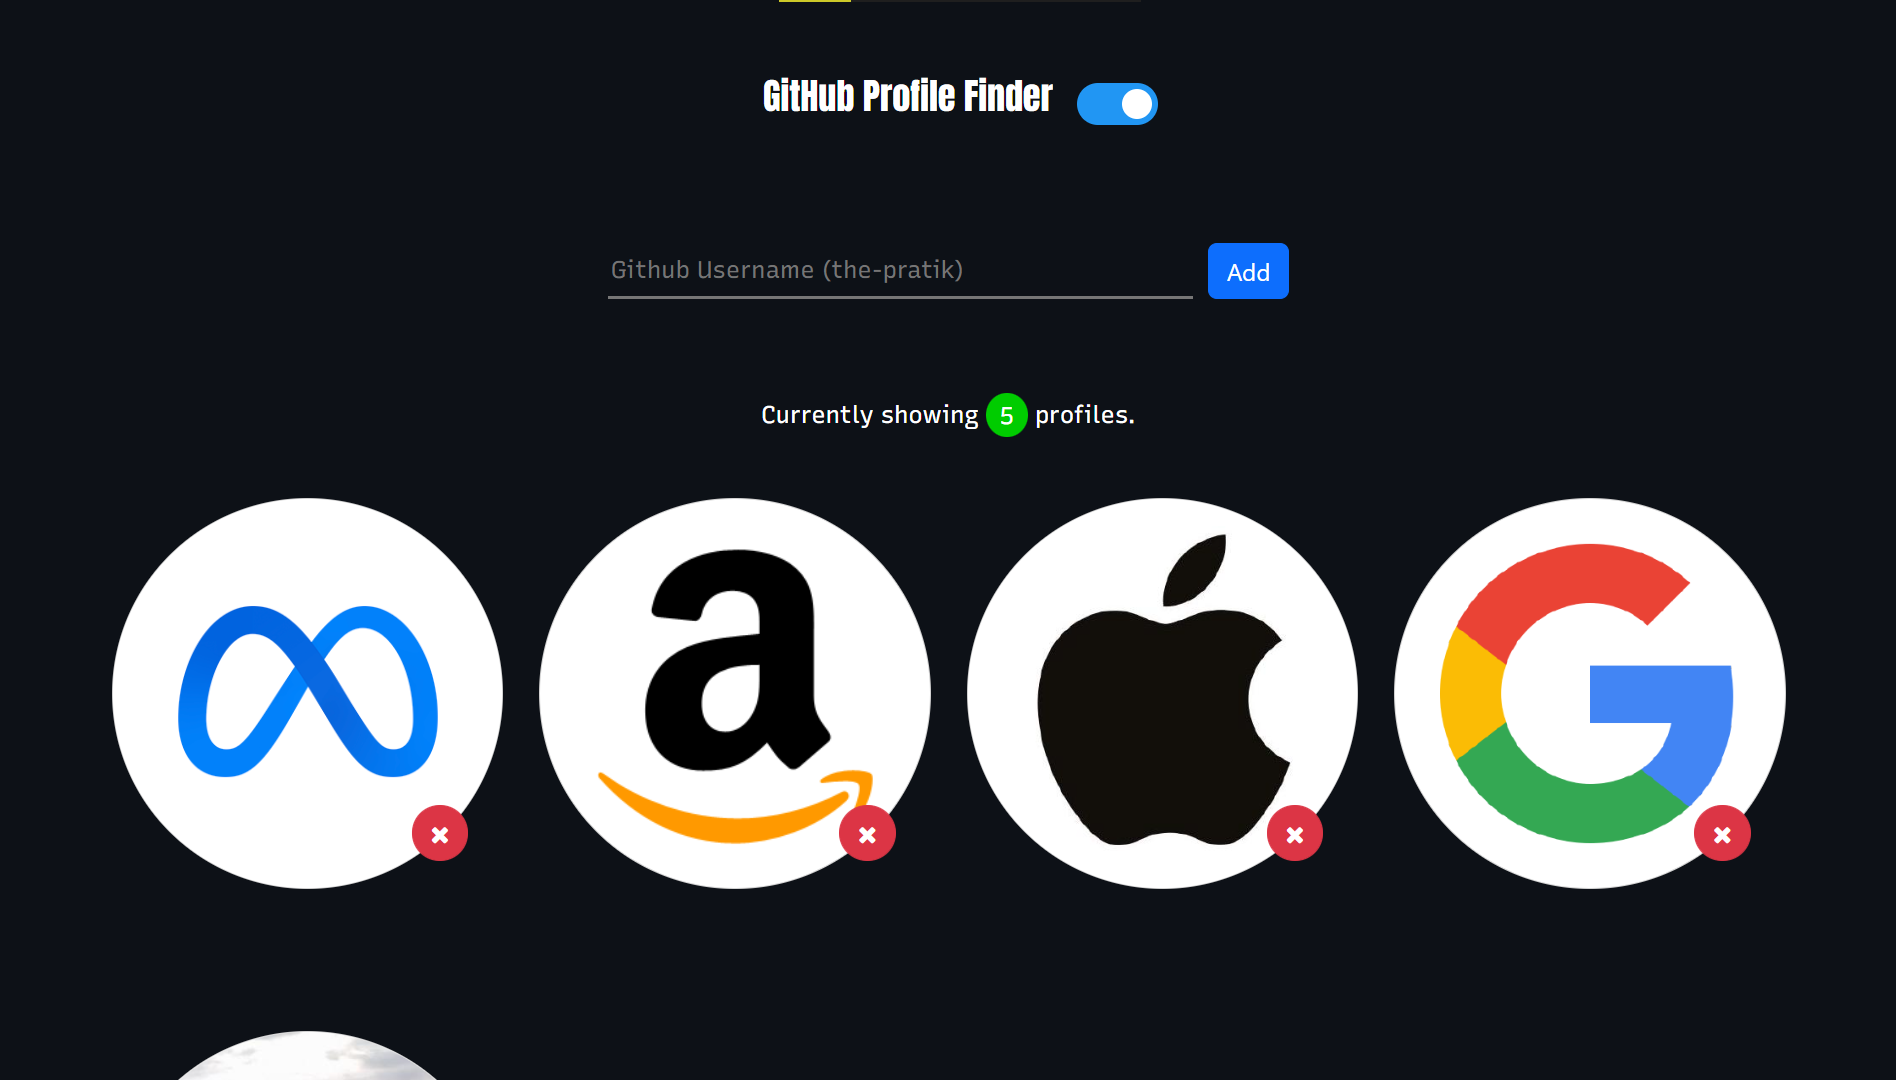 GitHub Profile Finder
Github Username (the-pratik)
Add
Currently showing 5 profiles.
a
G